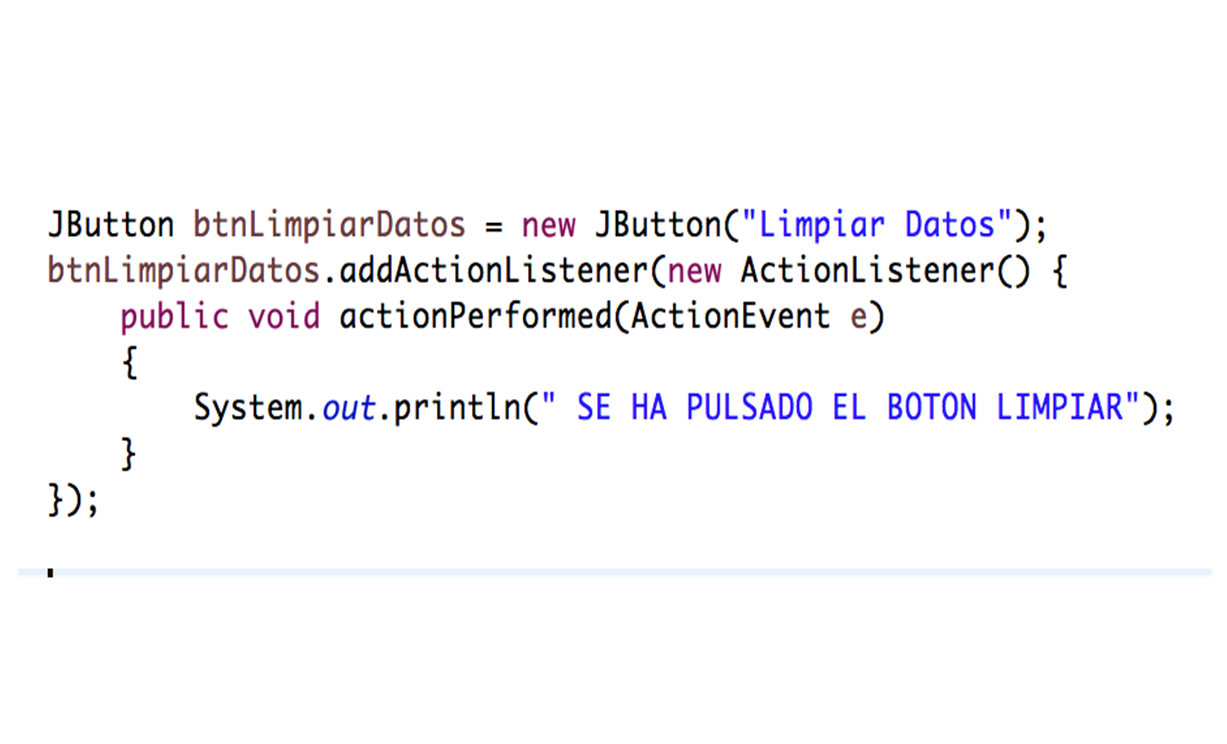 JButton btnLimpiarDatos = new JButton("Limpiar Datos");
btnLimpiarDatos.addActionListener(new ActionListener() {
    public void actionPerformed(ActionEvent e)
    {
        System.out.println(" SE HA PULSADO EL BOTON LIMPIAR");
    }
});